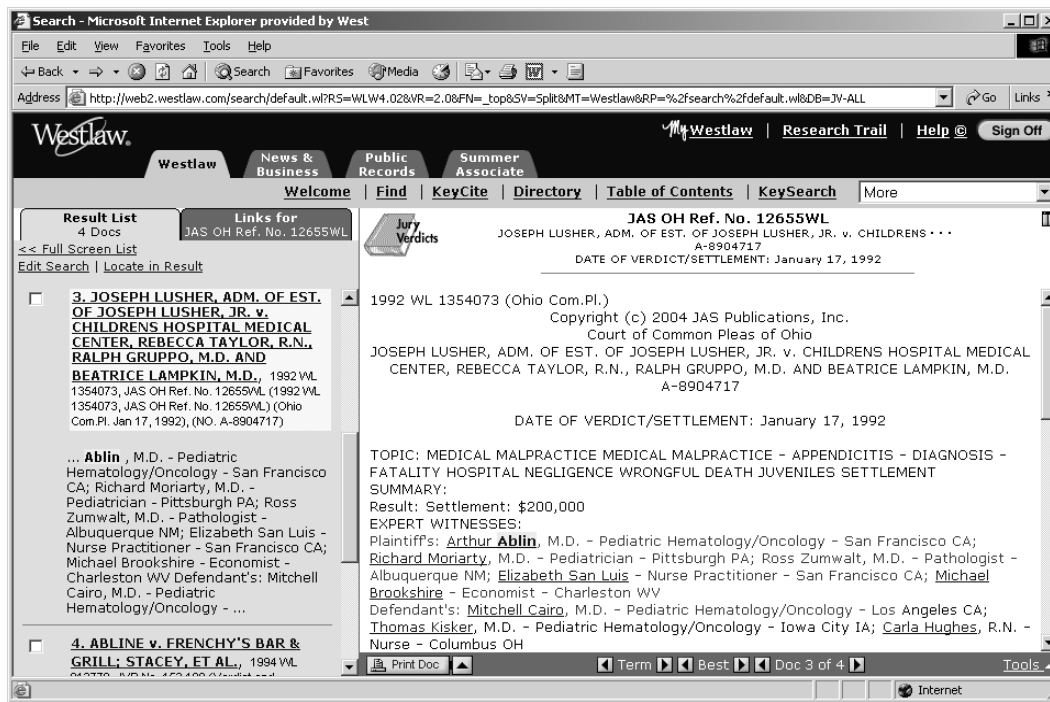 Search - Microsoft Internet Explorer provided by West
File Edit View Favorites Tools Help
Back Search Favorites Media
Address http://web2.westlaw.com/search/default.wl?RS=WLW4.02&VR=2.0&FN=_top&SV=Split&MT=Westlaw&RP=%2fsearch%2fdefault.wl&DB=JV-ALL Go Links
Westlaw.
My Westlaw | Research Trail | Help © Sign Off
Westlaw
News & Business
Public Records
Summer Associate
Welcome | Find | KeyCite | Directory | Table of Contents | KeySearch More
Result List
4 Docs
Links for
JAS OH Ref. No. 12655WL
<< Full Screen List
Edit Search | Locate in Result
3. JOSEPH LUSHER, ADM. OF EST.
OF JOSEPH LUSHER, JR. v.
CHILDRENS HOSPITAL MEDICAL
CENTER, REBECCA TAYLOR, R.N.,
RALPH GRUPPO, M.D. AND
BEATRICE LAMPKIN, M.D., 1992 WL
1354073, JAS OH Ref. No. 12655WL (1992 WL
1354073, JAS OH Ref. No. 12655WL) (Ohio
Com.Pl. Jan 17, 1992), (NO. A-8904717)
... Ablin , M.D. - Pediatric
Hematology/Oncology - San Francisco
CA; Richard Moriarty, M.D. -
Pediatrician - Pittsburgh PA; Ross
Zumwalt, M.D. - Pathologist -
Albuquerque NM; Elizabeth San Luis -
Nurse Practitioner - San Francisco CA;
Michael Brookshire - Economist -
Charleston WV Defendant's: Mitchell
Cairo, M.D. - Pediatric
Hematology/Oncology - ...
4. ABLINE v. FRENCHY'S BAR &
GRILL; STACEY, ET AL., 1994 WL
Jury Verdicts
JAS OH Ref. No. 12655WL
JOSEPH LUSHER, ADM. OF EST. OF JOSEPH LUSHER, JR. v. CHILDRENS ···
A-8904717
DATE OF VERDICT/SETTLEMENT: January 17, 1992
1992 WL 1354073 (Ohio Com.Pl.)
Copyright (c) 2004 JAS Publications, Inc.
Court of Common Pleas of Ohio
JOSEPH LUSHER, ADM. OF EST. OF JOSEPH LUSHER, JR. v. CHILDRENS HOSPITAL MEDICAL
CENTER, REBECCA TAYLOR, R.N., RALPH GRUPPO, M.D. AND BEATRICE LAMPKIN, M.D.
A-8904717
DATE OF VERDICT/SETTLEMENT: January 17, 1992
TOPIC: MEDICAL MALPRACTICE MEDICAL MALPRACTICE - APPENDICITIS - DIAGNOSIS -
FATALITY HOSPITAL NEGLIGENCE WRONGFUL DEATH JUVENILES SETTLEMENT
SUMMARY:
Result: Settlement: $200,000
EXPERT WITNESSES:
Plaintiff's: Arthur Ablin, M.D. - Pediatric Hematology/Oncology - San Francisco CA;
Richard Moriarty, M.D. - Pediatrician - Pittsburgh PA; Ross Zumwalt, M.D. - Pathologist -
Albuquerque NM; Elizabeth San Luis - Nurse Practitioner - San Francisco CA; Michael
Brookshire - Economist - Charleston WV
Defendant's: Mitchell Cairo, M.D. - Pediatric Hematology/Oncology - Los Angeles CA;
Thomas Kisker, M.D. - Pediatric Hematology/Oncology - Iowa City IA; Carla Hughes, R.N. -
Nurse - Columbus OH
Print Doc Term Best Doc 3 of 4 Tools
Internet